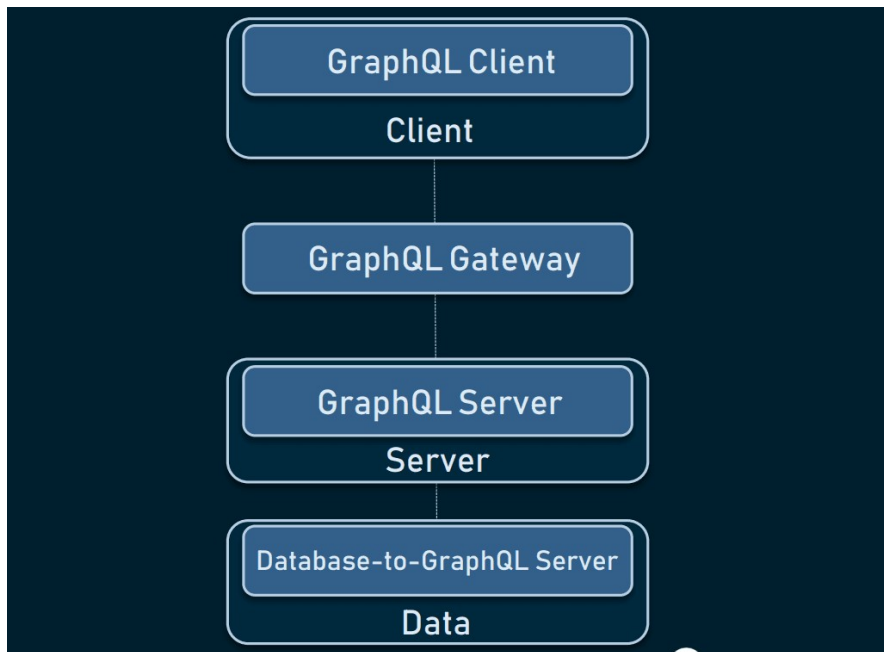 GraphQL Client
Client
GraphQL Gateway
GraphQL Server
Server
Database-to-GraphQL Server
Data